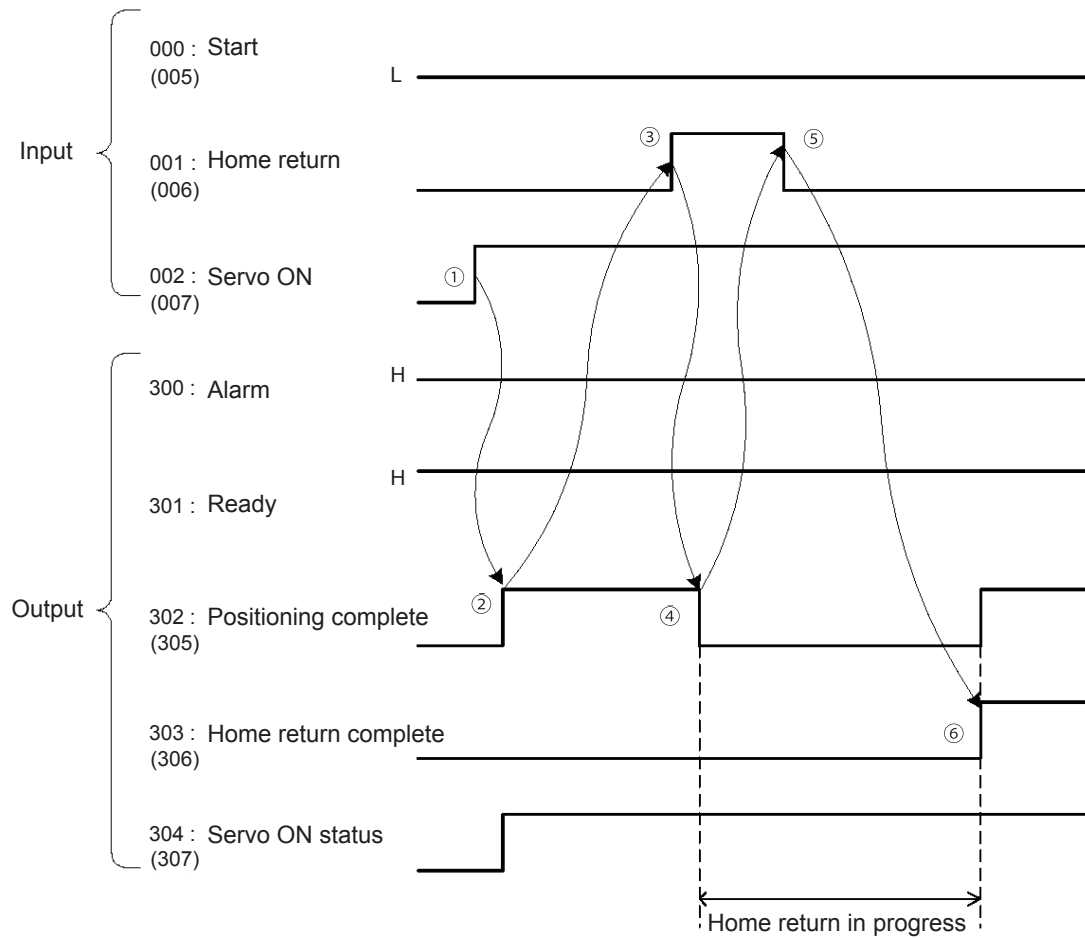 000 : Start
(005)
L
③
⑤
Input
001 : Home return
(006)
①
002 : Servo ON
(007)
H
300 : Alarm
H
301 : Ready
Output
②
④
302 : Positioning complete
(305)
303 : Home return complete
(306)
⑥
304 : Servo ON status
(307)
Home return in progress